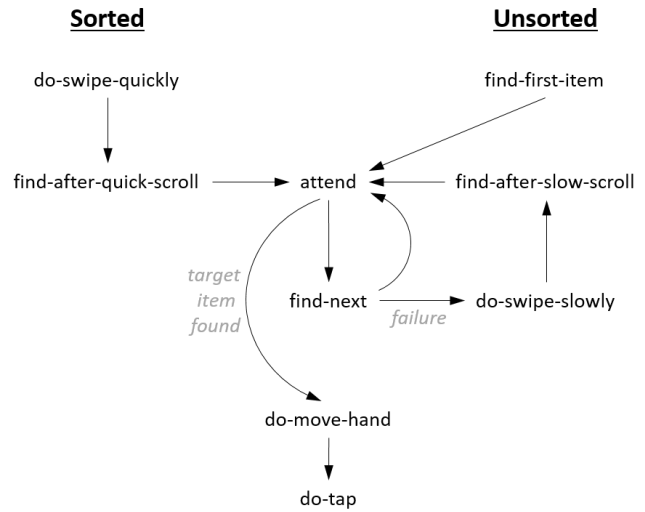 Sorted
Unsorted
do-swipe-quickly
find-first-item
find-after-quick-scroll
attend
find-after-slow-scroll
target
item
found
find-next
failure
do-swipe-slowly
do-move-hand
do-tap